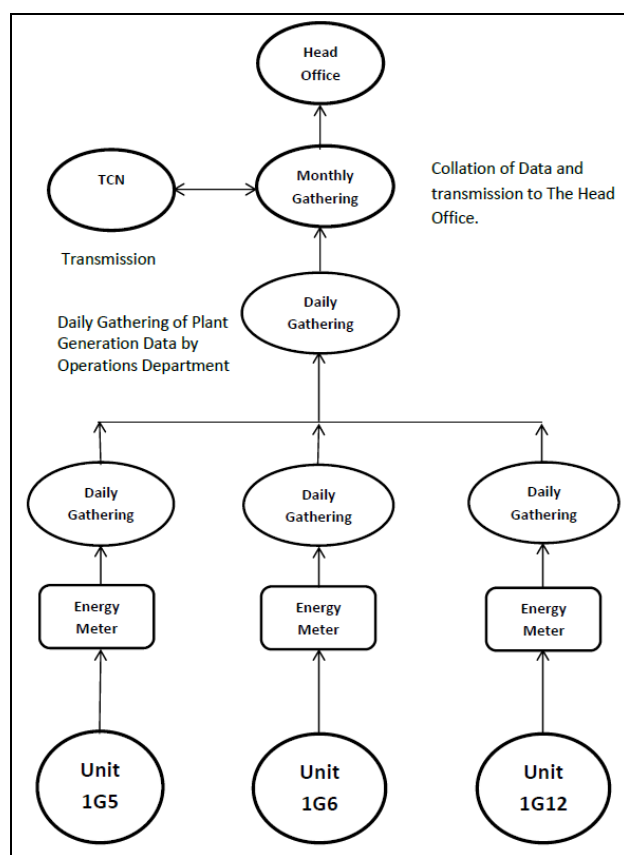 Head
Office
TCN
Monthly
Gathering
Collation of Data and
transmission to The Head
Office.
Transmission
Daily
Gathering
Daily Gathering of Plant
Generation Data by
Operations Department
Daily
Gathering
Daily
Gathering
Daily
Gathering
Energy
Meter
Energy
Meter
Energy
Meter
Unit
1G5
Unit
1G6
Unit
1G12